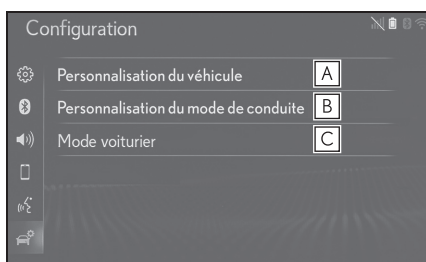 Configuration
Personnalisation du véhicule A
Personnalisation du mode de conduite B
Mode voiturier C